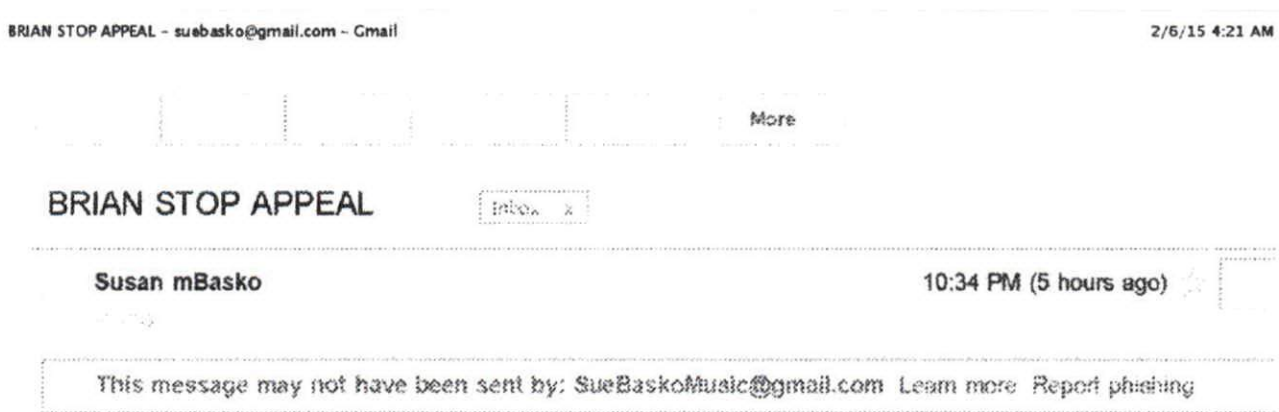 BRIAN STOP APPEAL – suebasko@gmail.com – Gmail 2/6/15 4:21 AM
More
BRIAN STOP APPEAL Inbox x
Susan mBasko 10:34 PM (5 hours ago)
This message may not have been sent by: SueBaskoMusic@gmail.com Learn more Report phishing